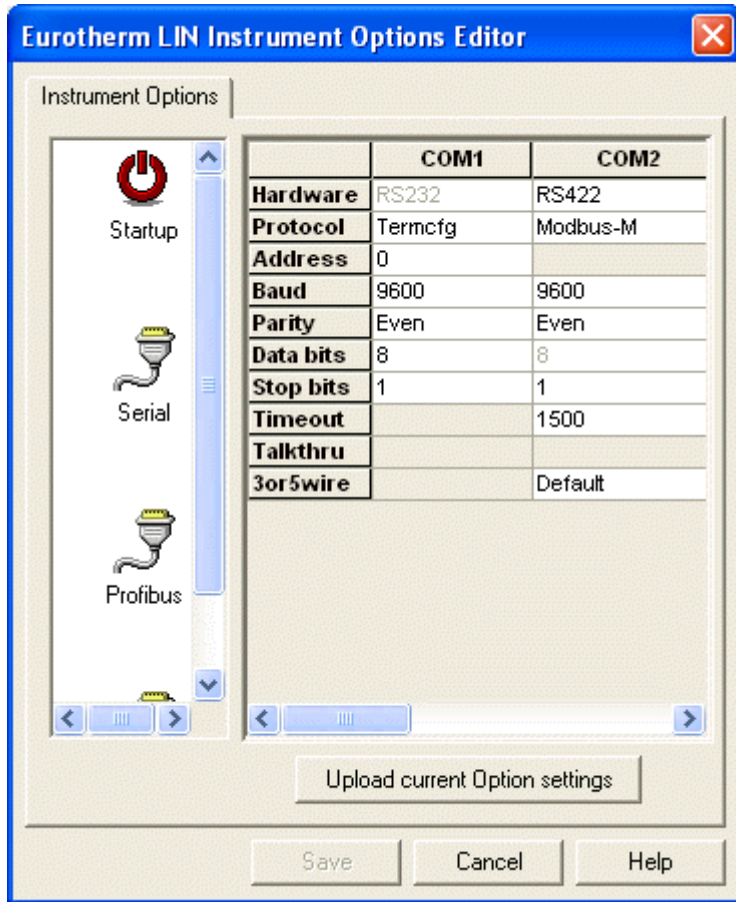 Eurotherm LIN Instrument Options Editor
Instrument Options
Startup
Serial
Profibus
COM1 COM2
Hardware RS232 RS422
Protocol Termcfg Modbus-M
Address 0
Baud 9600 9600
Parity Even Even
Data bits 8 8
Stop bits 1 1
Timeout 1500
Talkthru
3or5wire Default
Upload current Option settings
Save Cancel Help